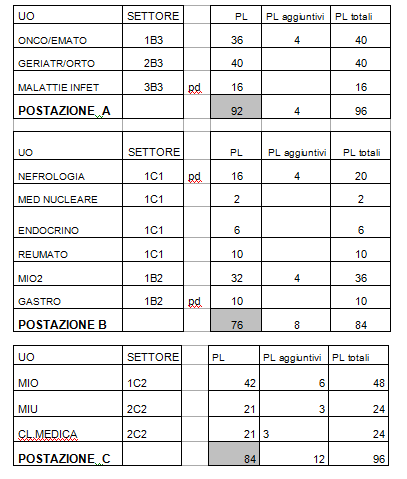 UO SETTORE PL PL aggiuntivi PL totali
ONCO/EMATO 1B3 36 4 40
GERIATR/ORTO 2B3 40 40
MALATTIE INFET 3B3 pd 16 16
POSTAZIONE A 92 4 96
UO SETTORE PL PL aggiuntivi PL totali
NEFROLOGIA 1C1 pd 16 4 20
MED NUCLEARE 1C1 2 2
ENDOCRINO 1C1 6 6
REUMATO 1C1 10 10
MIO2 1B2 32 4 36
GASTRO 1B2 pd 10 10
POSTAZIONE B 76 8 84
UO SETTORE PL PL aggiuntivi PL totali
MIO 1C2 42 6 48
MIU 2C2 21 3 24
CL.MEDICA 2C2 21 3 24
POSTAZIONE C 84 12 96